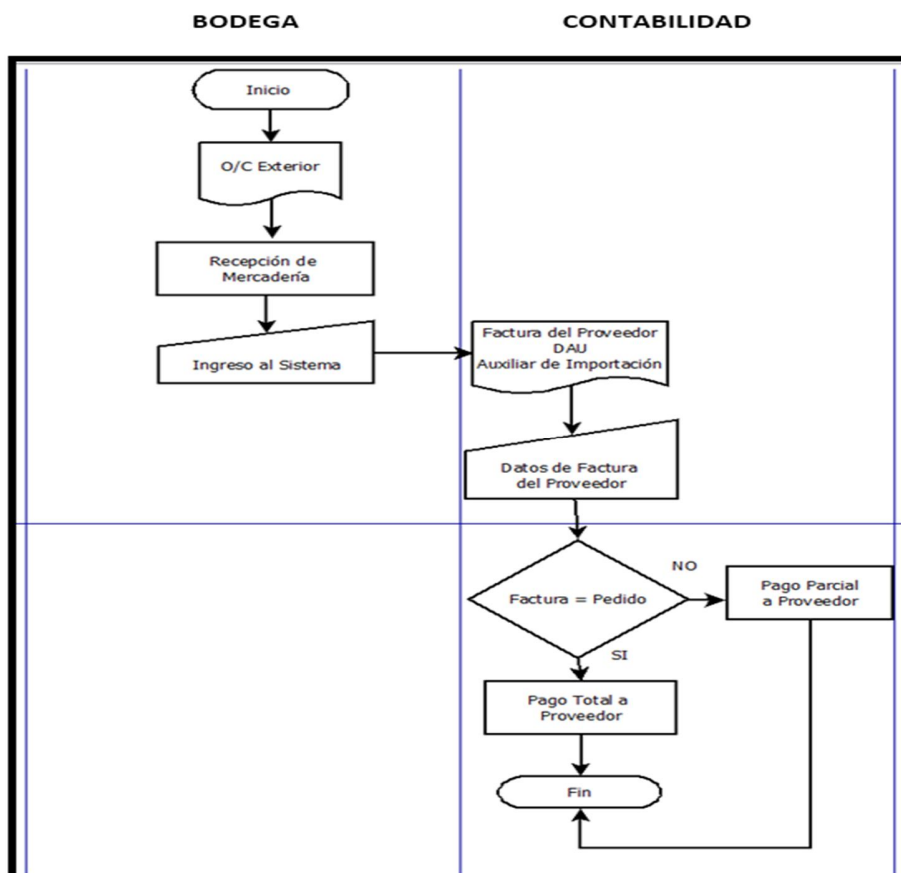 BODEGA
CONTABILIDAD
Inicio
O/C Exterior
Recepción de
Mercadería
Ingreso al Sistema
Factura del Proveedor
DAU
Auxiliar de Importación
Datos de Factura
del Proveedor
Factura = Pedido
NO
Pago Parcial
a Proveedor
SI
Pago Total a
Proveedor
Fin